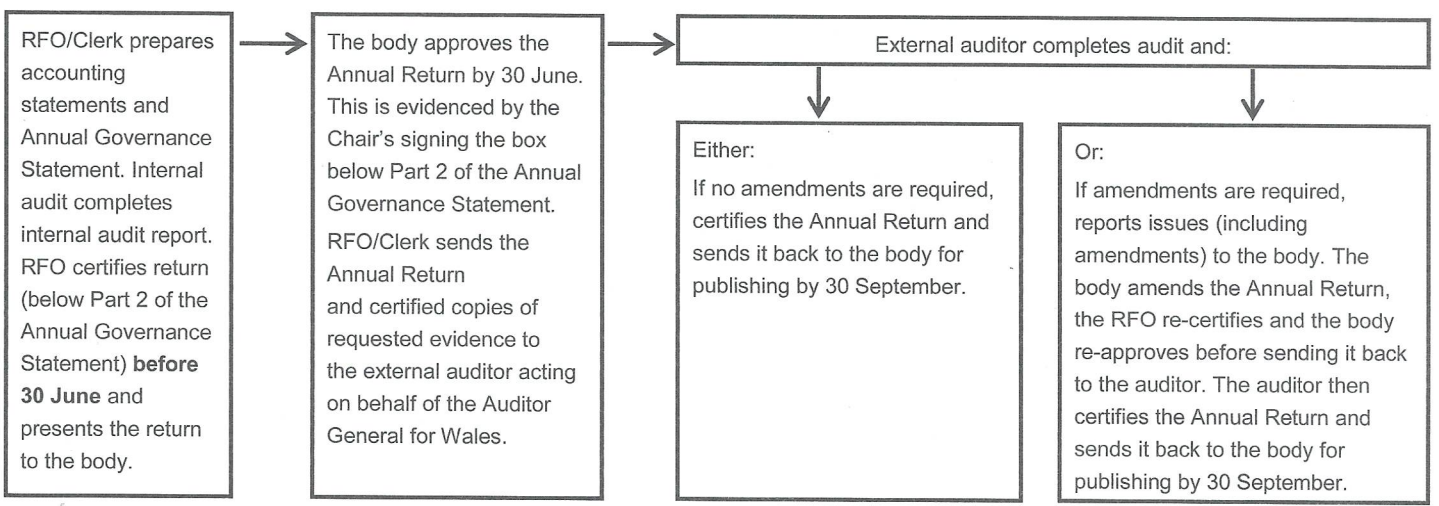 RFO/Clerk prepares
accounting
statements and
Annual Governance
Statement. Internal
audit completes
internal audit report.
RFO certifies return
(below Part 2 of the
Annual Governance
Statement) before
30 June and
presents the return
to the body.
The body approves the
Annual Return by 30 June.
This is evidenced by the
Chair's signing the box
below Part 2 of the Annual
Governance Statement.
RFO/Clerk sends the
Annual Return
and certified copies of
requested evidence to
the external auditor acting
on behalf of the Auditor
General for Wales.
External auditor completes audit and:
Either:
If no amendments are required,
certifies the Annual Return and
sends it back to the body for
publishing by 30 September.
Or:
If amendments are required,
reports issues (including
amendments) to the body. The
body amends the Annual Return,
the RFO re-certifies and the body
re-approves before sending it back
to the auditor. The auditor then
certifies the Annual Return and
sends it back to the body for
publishing by 30 September.